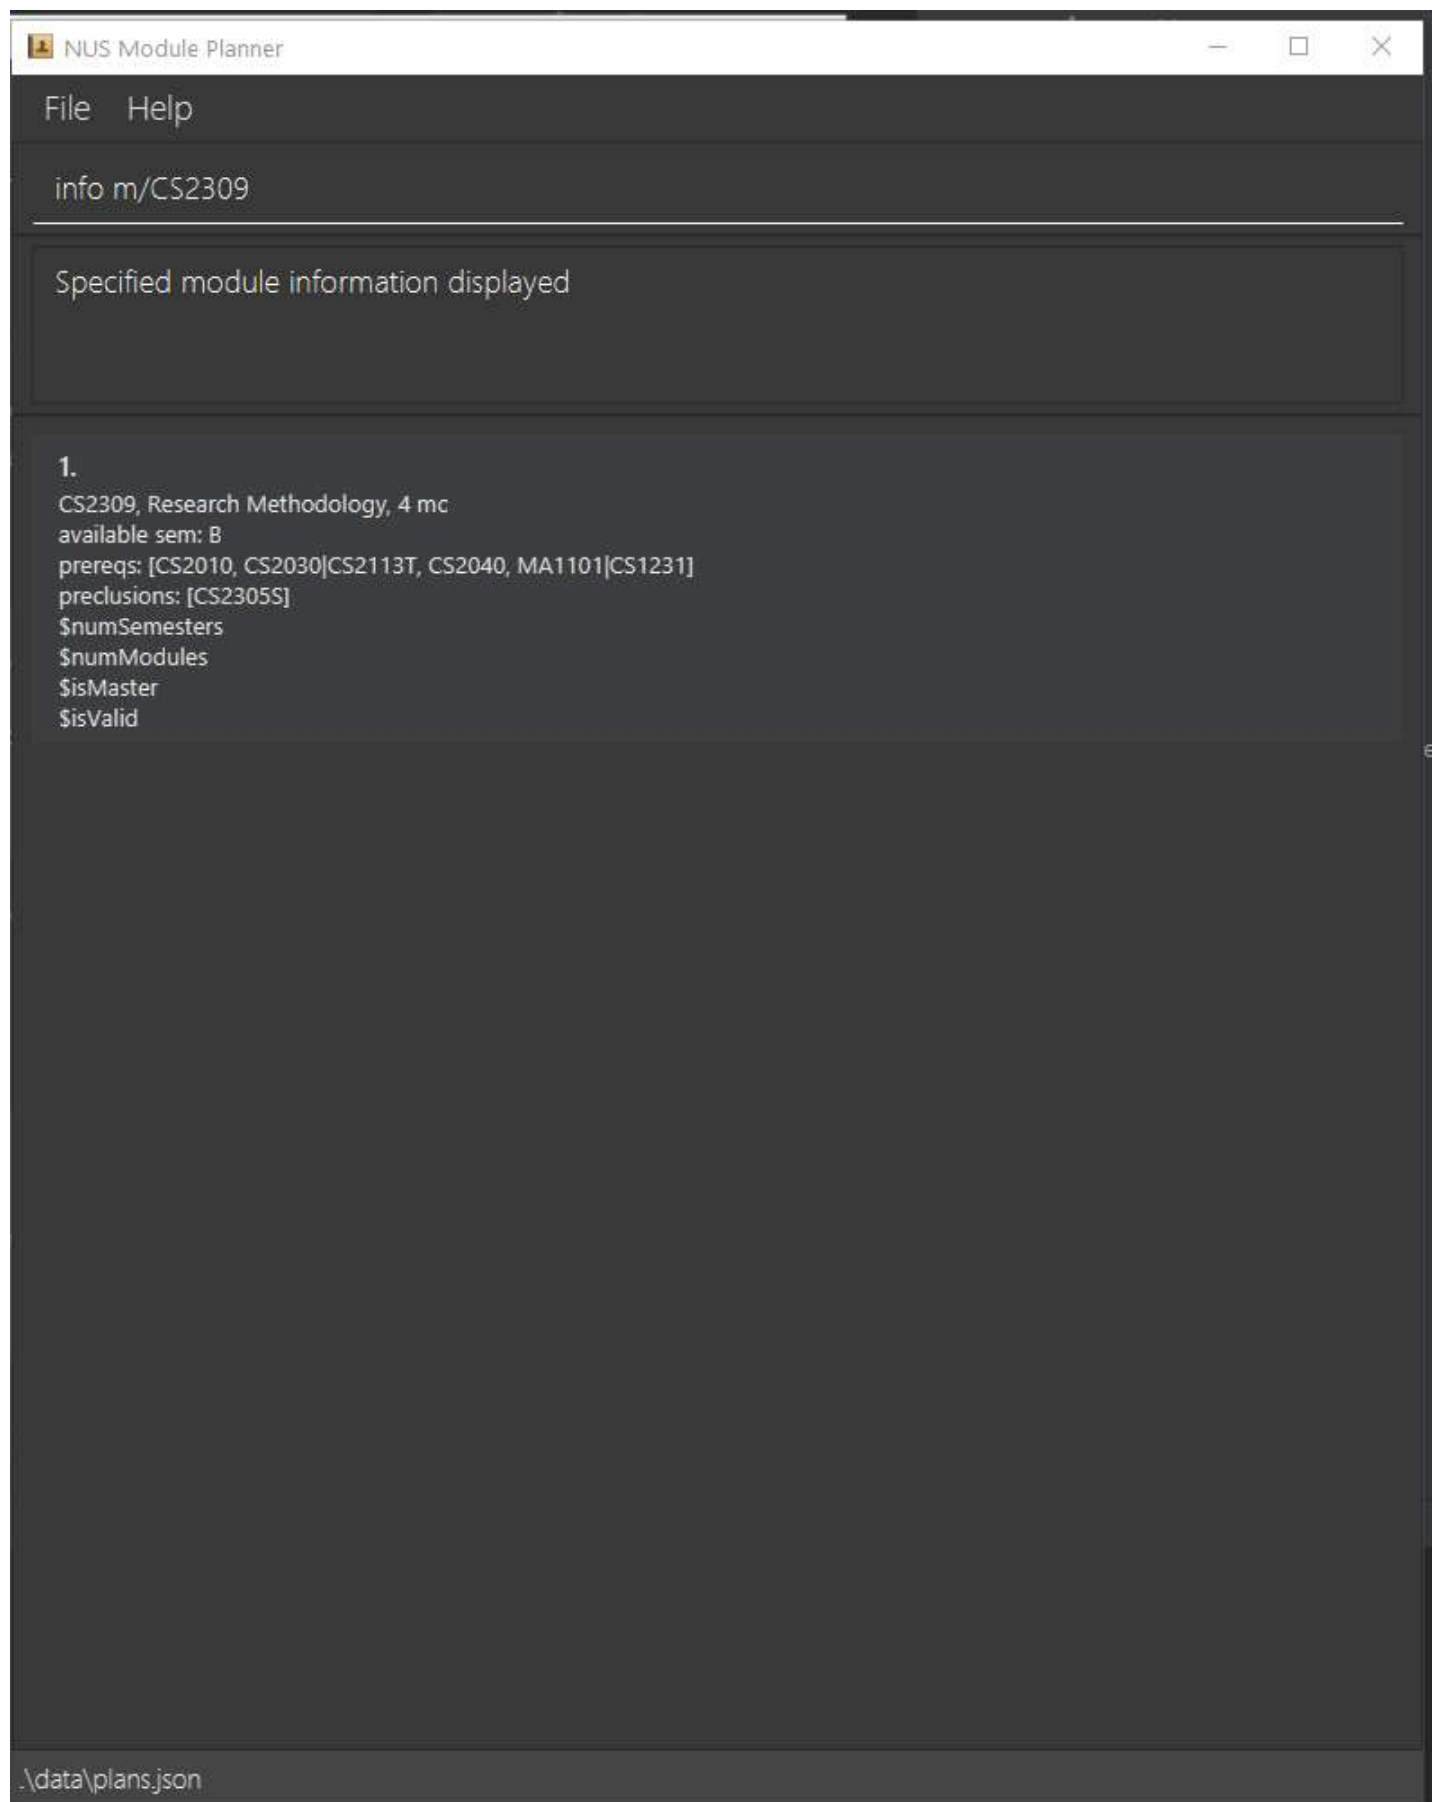 NUS Module Planner
File Help
info m/CS2309
Specified module information displayed
1.
CS2309, Research Methodology, 4 mc
available sem: B
prereqs: [CS2010, CS2030|CS2113T, CS2040, MA1101|CS1231]
preclusions: [CS2305S]
$numSemesters
$numModules
$isMaster
$isValid
.\data\plans.json